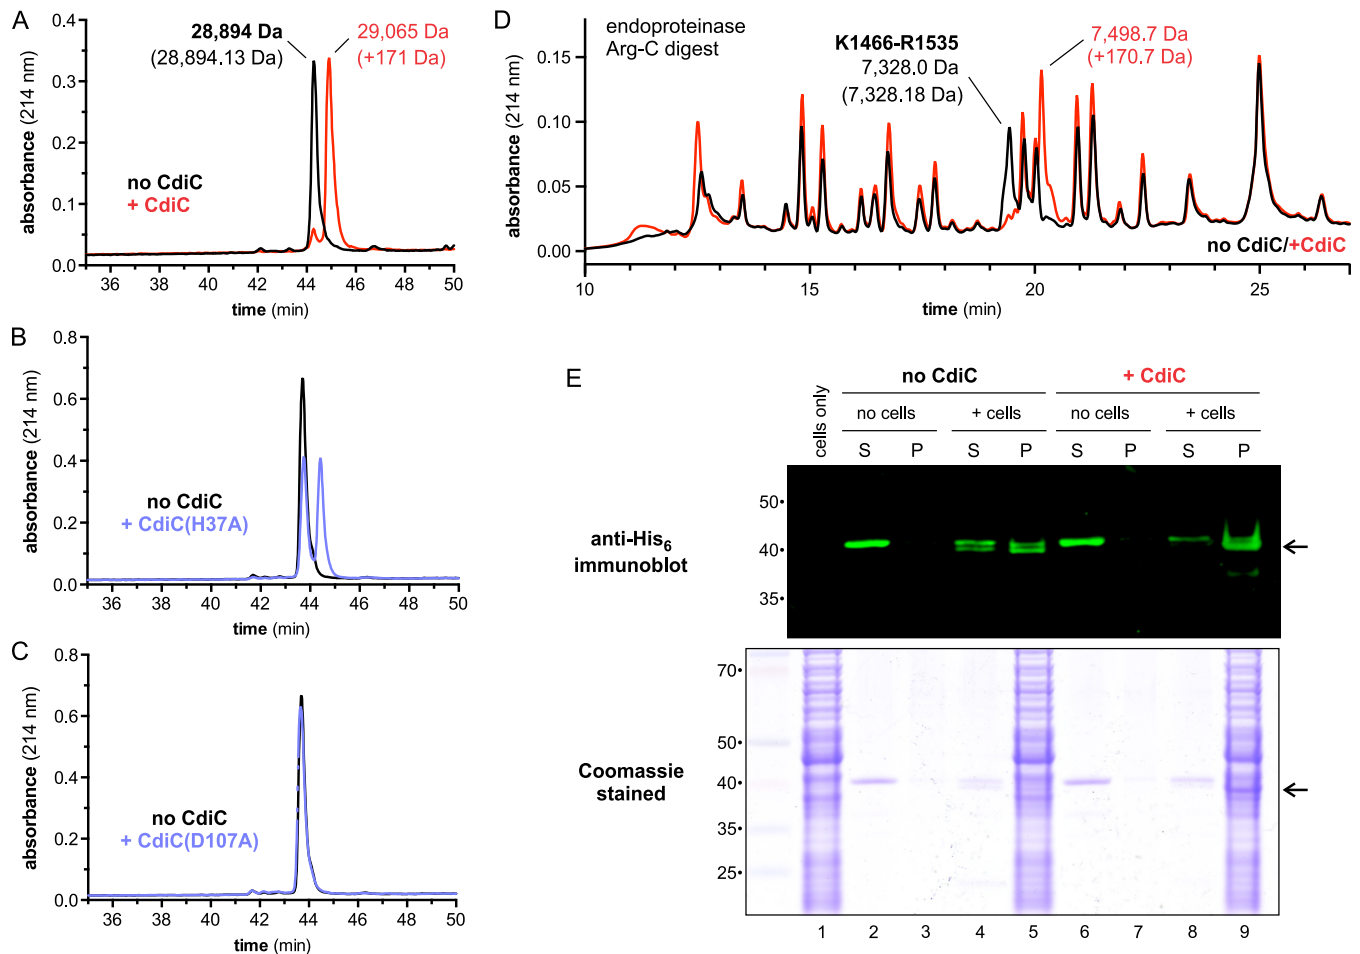 A
0.4
0.3
0.2
0.1
0.0
absorbance (214 nm)
28,894 Da
(28,894.13 Da)
29,065 Da
(+171 Da)
no CdiC
+ CdiC
36 38 40 42 44 46 48 50
time (min)
B
0.8
0.6
0.4
0.2
0.0
absorbance (214 nm)
no CdiC
+ CdiC(H37A)
36 38 40 42 44 46 48 50
time (min)
C
0.8
0.6
0.4
0.2
0.0
absorbance (214 nm)
no CdiC
+ CdiC(D107A)
36 38 40 42 44 46 48 50
time (min)
D
0.15
0.10
0.05
0.00
absorbance (214 nm)
endoproteinase
Arg-C digest
K1466-R1535
7,328.0 Da
(7,328.18 Da)
7,498.7 Da
(+170.7 Da)
no CdiC/+CdiC
10 15 20 25
time (min)
E
cells only
no CdiC + CdiC
no cells + cells no cells + cells
S P S P S P S P
50•
40•
35•
anti-His6
immunoblot
70•
50•
40•
35•
25•
Coomassie
stained
1 2 3 4 5 6 7 8 9